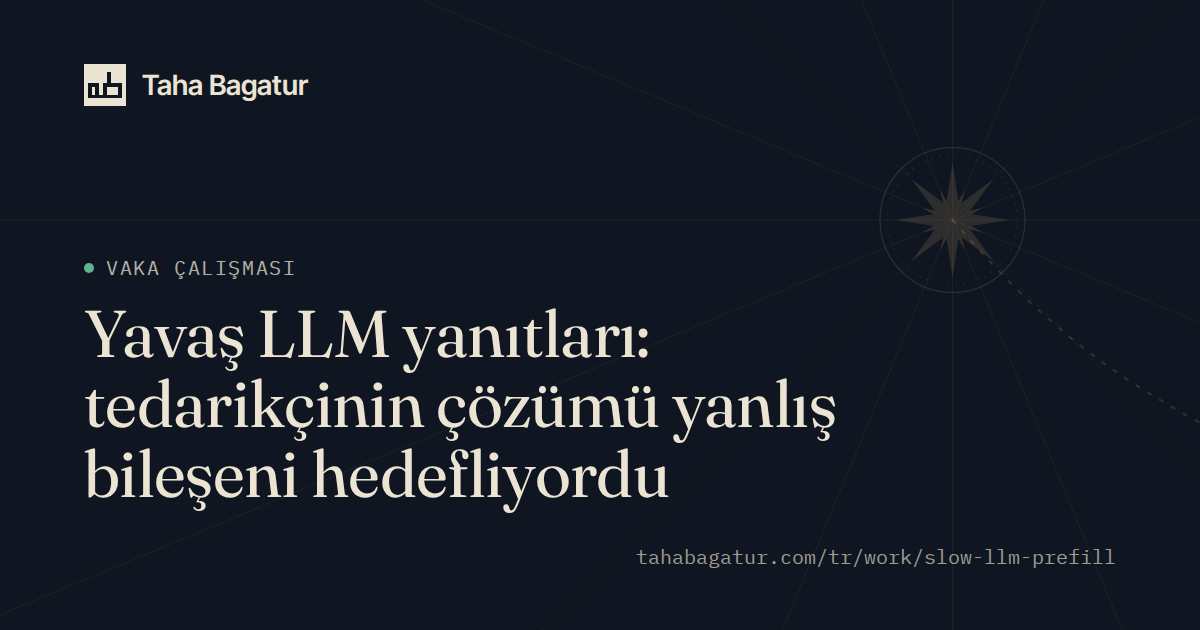 Taha Bagatur
VAKA ÇALIŞMASI
Yavaş LLM yanıtları:
tedarikçinin çözümü yanlış
bileşeni hedefliyordu
tahabagatur.com/tr/work/slow-llm-prefill